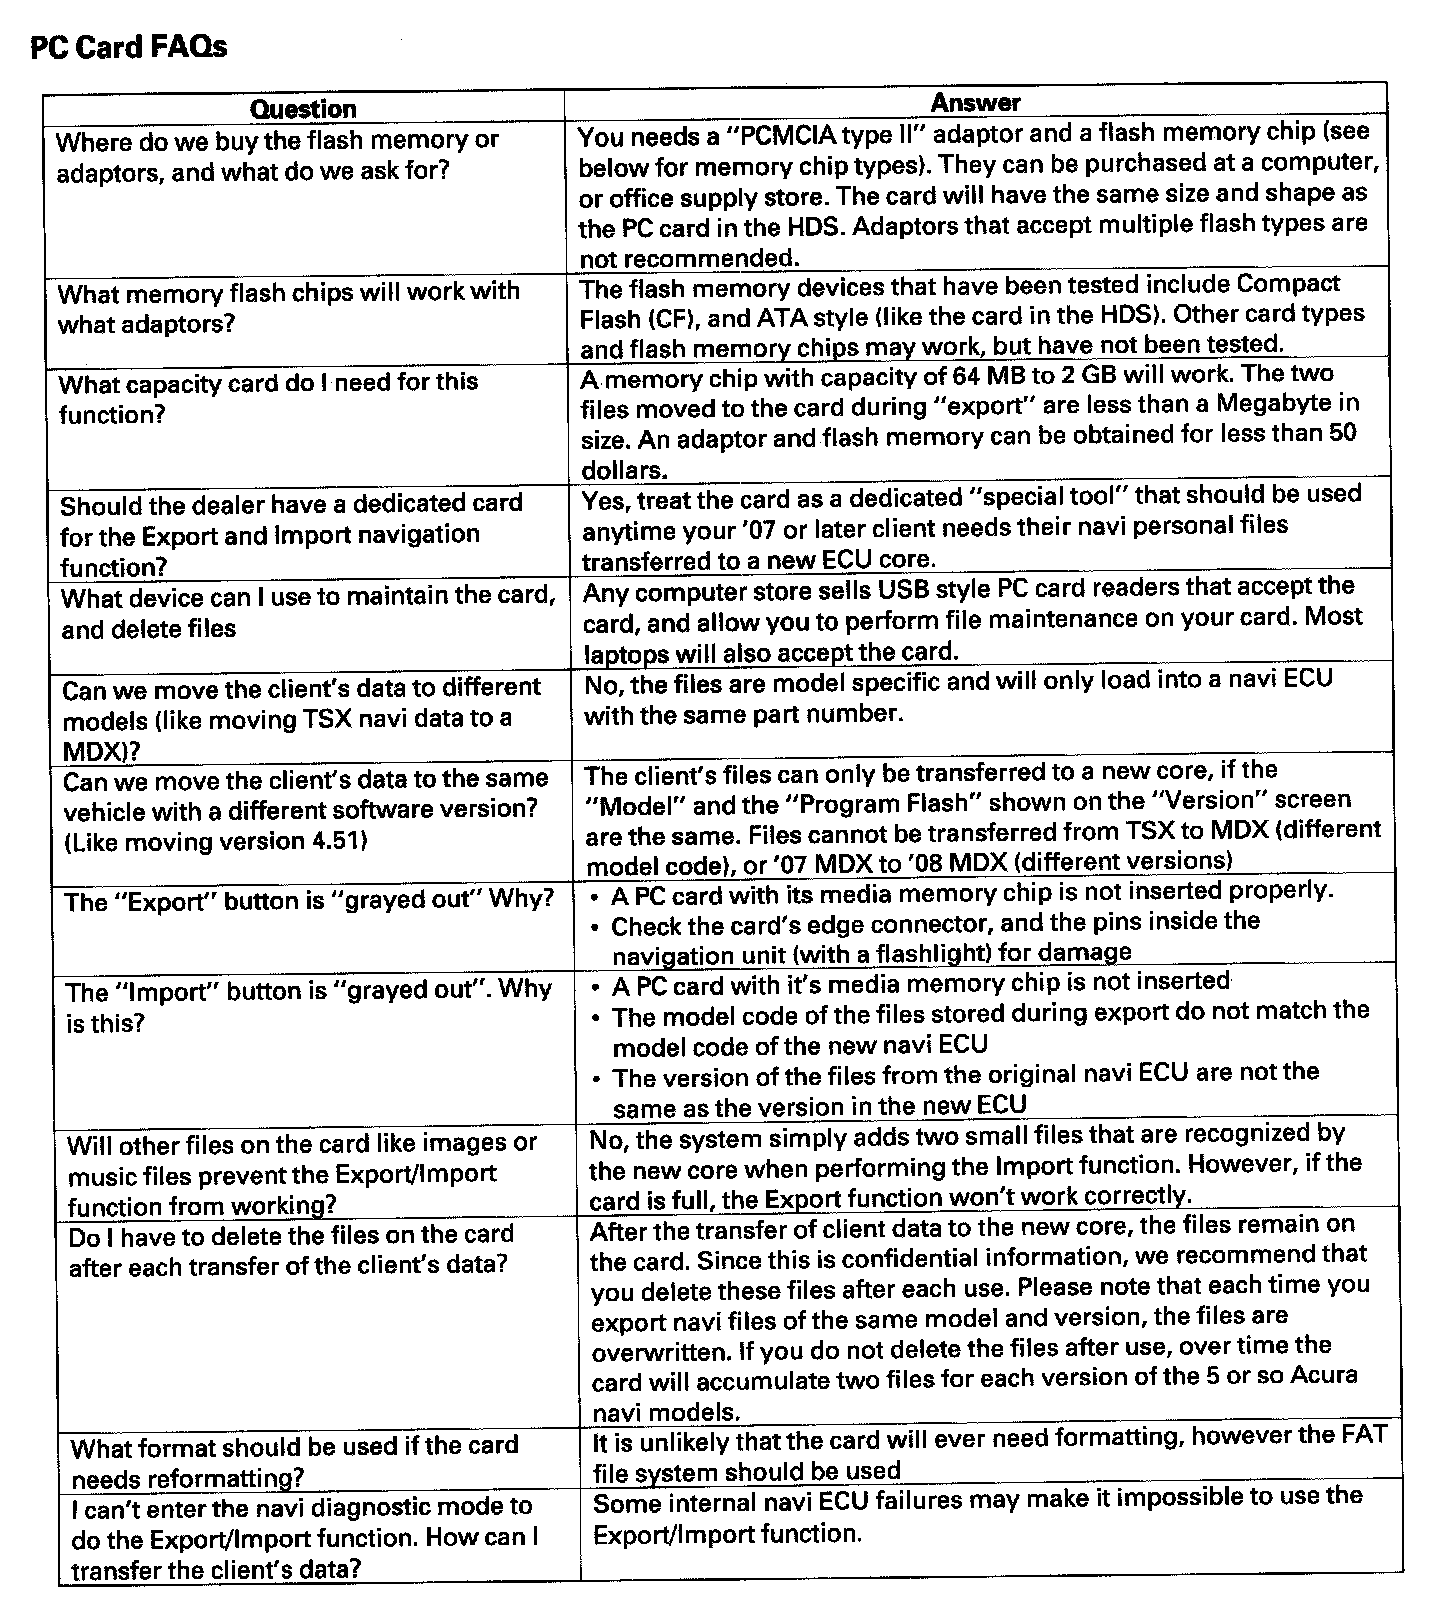 PC Card FAQs
Question
Answer
Where do we buy the flash memory or
adaptors, and what do we ask for?
You needs a "PCMCIA type II" adaptor and a flash memory chip (see
below for memory chip types). They can be purchased at a computer,
or office supply store. The card will have the same size and shape as
the PC card in the HDS. Adaptors that accept multiple flash types are
not recommended.
What memory flash chips will work with
what adaptors?
The flash memory devices that have been tested include Compact
Flash (CF), and ATA style (like the card in the HDS). Other card types
and flash memory chips may work, but have not been tested.
What capacity card do I need for this
function?
A memory chip with capacity of 64 MB to 2 GB will work. The two
files moved to the card during "export" are less than a Megabyte in
size. An adaptor and flash memory can be obtained for less than 50
dollars.
Should the dealer have a dedicated card
for the Export and Import navigation
function?
Yes, treat the card as a dedicated "special tool" that should be used
anytime your '07 or later client needs their navi personal files
transferred to a new ECU core.
What device can I use to maintain the card,
and delete files
Any computer store sells USB style PC card readers that accept the
card, and allow you to perform file maintenance on your card. Most
laptops will also accept the card.
Can we move the client's data to different
models (like moving TSX navi data to a
MDX)?
No, the files are model specific and will only load into a navi ECU
with the same part number.
Can we move the client's data to the same
vehicle with a different software version?
(Like moving version 4.51)
The client's files can only be transferred to a new core, if the
"Model" and the "Program Flash" shown on the "Version" screen
are the same. Files cannot be transferred from TSX to MDX (different
model code), or '07 MDX to '08 MDX (different versions)
The "Export" button is "grayed out" Why?
• A PC card with its media memory chip is not inserted properly.
• Check the card's edge connector, and the pins inside the
navigation unit (with a flashlight) for damage
The "Import" button is "grayed out". Why
is this?
• A PC card with it's media memory chip is not inserted
• The model code of the files stored during export do not match the
model code of the new navi ECU
• The version of the files from the original navi ECU are not the
same as the version in the new ECU
Will other files on the card like images or
music files prevent the Export/Import
function from working?
No, the system simply adds two small files that are recognized by
the new core when performing the Import function. However, if the
card is full, the Export function won't work correctly.
Do I have to delete the files on the card
after each transfer of the client's data?
After the transfer of client data to the new core, the files remain on
the card. Since this is confidential information, we recommend that
you delete these files after each use. Please note that each time you
export navi files of the same model and version, the files are
overwritten. If you do not delete the files after use, over time the
card will accumulate two files for each version of the 5 or so Acura
navi models.
What format should be used if the card
needs reformatting?
It is unlikely that the card will ever need formatting, however the FAT
file system should be used
I can't enter the navi diagnostic mode to
do the Export/Import function. How can I
transfer the client's data?
Some internal navi ECU failures may make it impossible to use the
Export/Import function.